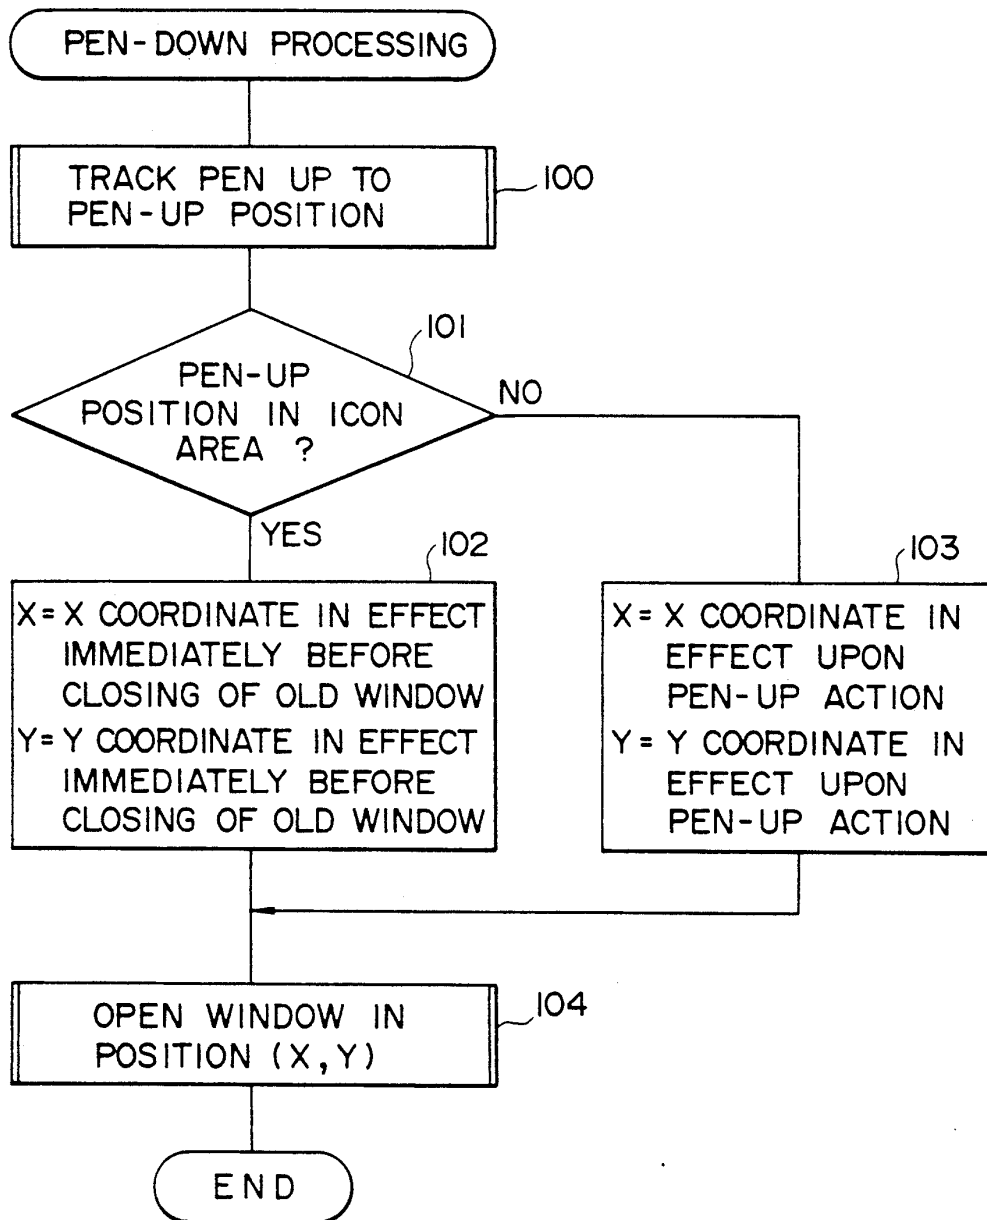 PEN-DOWN PROCESSING
TRACK PEN UP TO
PEN-UP POSITION
100
101
PEN-UP
POSITION IN ICON
AREA ?
NO
YES
102
X= X COORDINATE IN EFFECT
IMMEDIATELY BEFORE
CLOSING OF OLD WINDOW
Y= Y COORDINATE IN EFFECT
IMMEDIATELY BEFORE
CLOSING OF OLD WINDOW
103
X= X COORDINATE IN
EFFECT UPON
PEN-UP ACTION
Y= Y COORDINATE IN
EFFECT UPON
PEN-UP ACTION
OPEN WINDOW IN
POSITION (X,Y)
104
END